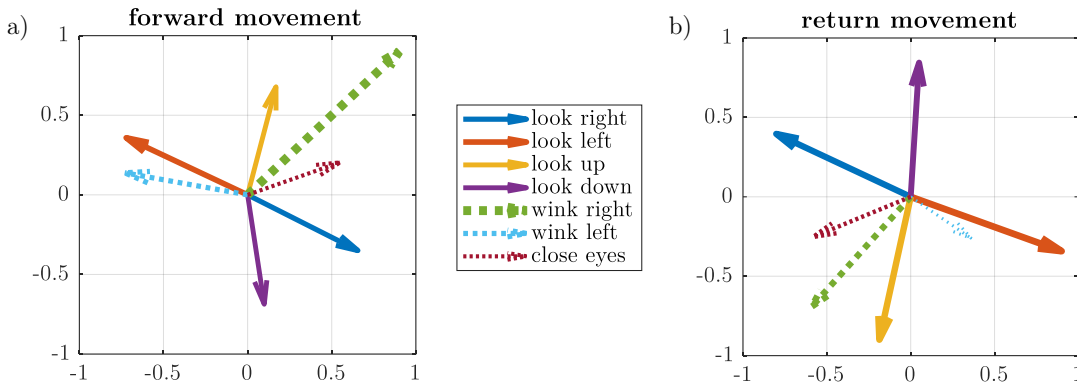 a)
forward movement
1
0.5
0
-0.5
-1
-1
-0.5
0
0.5
1
look right
look left
look up
look down
wink right
wink left
close eyes
b)
return movement
1
0.5
0
-0.5
-1
-1
-0.5
0
0.5
1